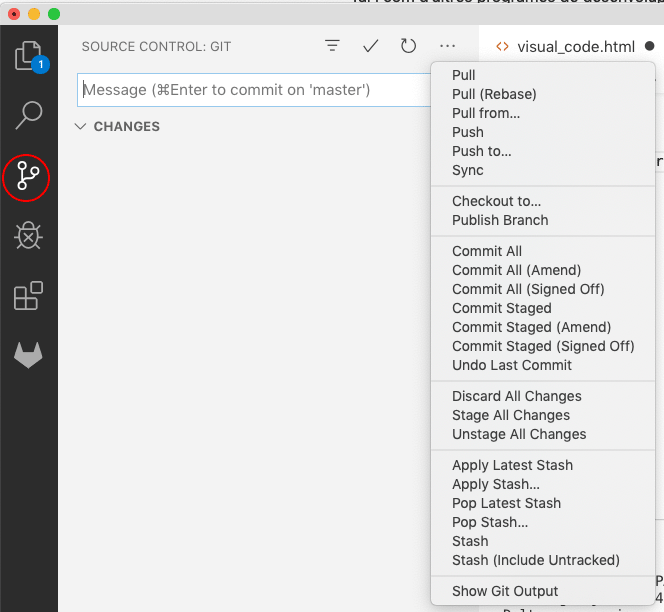 1
SOURCE CONTROL: GIT
Message (⌘Enter to commit on 'master')
CHANGES
visual_code.html
Pull
Pull (Rebase)
Pull from...
Push
Push to...
Sync
Checkout to...
Publish Branch
Commit All
Commit All (Amend)
Commit All (Signed Off)
Commit Staged
Commit Staged (Amend)
Commit Staged (Signed Off)
Undo Last Commit
Discard All Changes
Stage All Changes
Unstage All Changes
Apply Latest Stash
Apply Stash...
Pop Latest Stash
Pop Stash...
Stash
Stash (Include Untracked)
Show Git Output